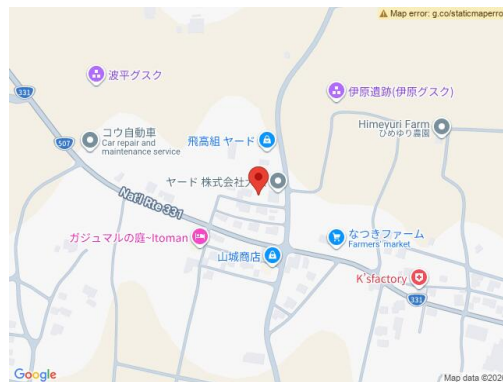 Map error: g.co/staticmaperro
波平グスク
331
伊原遺跡(伊原グスク)
507
コウ自動車
Car repair and
maintenance service
飛高組 ヤード
Himeyuri Farm
ひめゆり農園
ヤード 株式会社大
Nat'l Rte 331
ガジュマルの庭~Itoman
なつきファーム
Farmers' market
山城商店
K'sfactory
331
Google
Map data ©2026